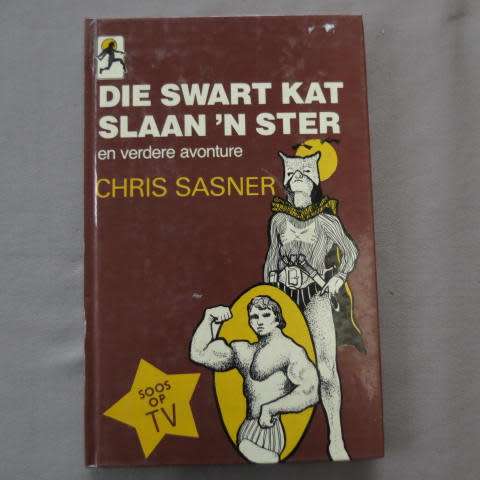 DIE SWART KAT
SLAAN 'N STER
en verdere avonture
CHRIS SASNER
SOOS
OP
TV